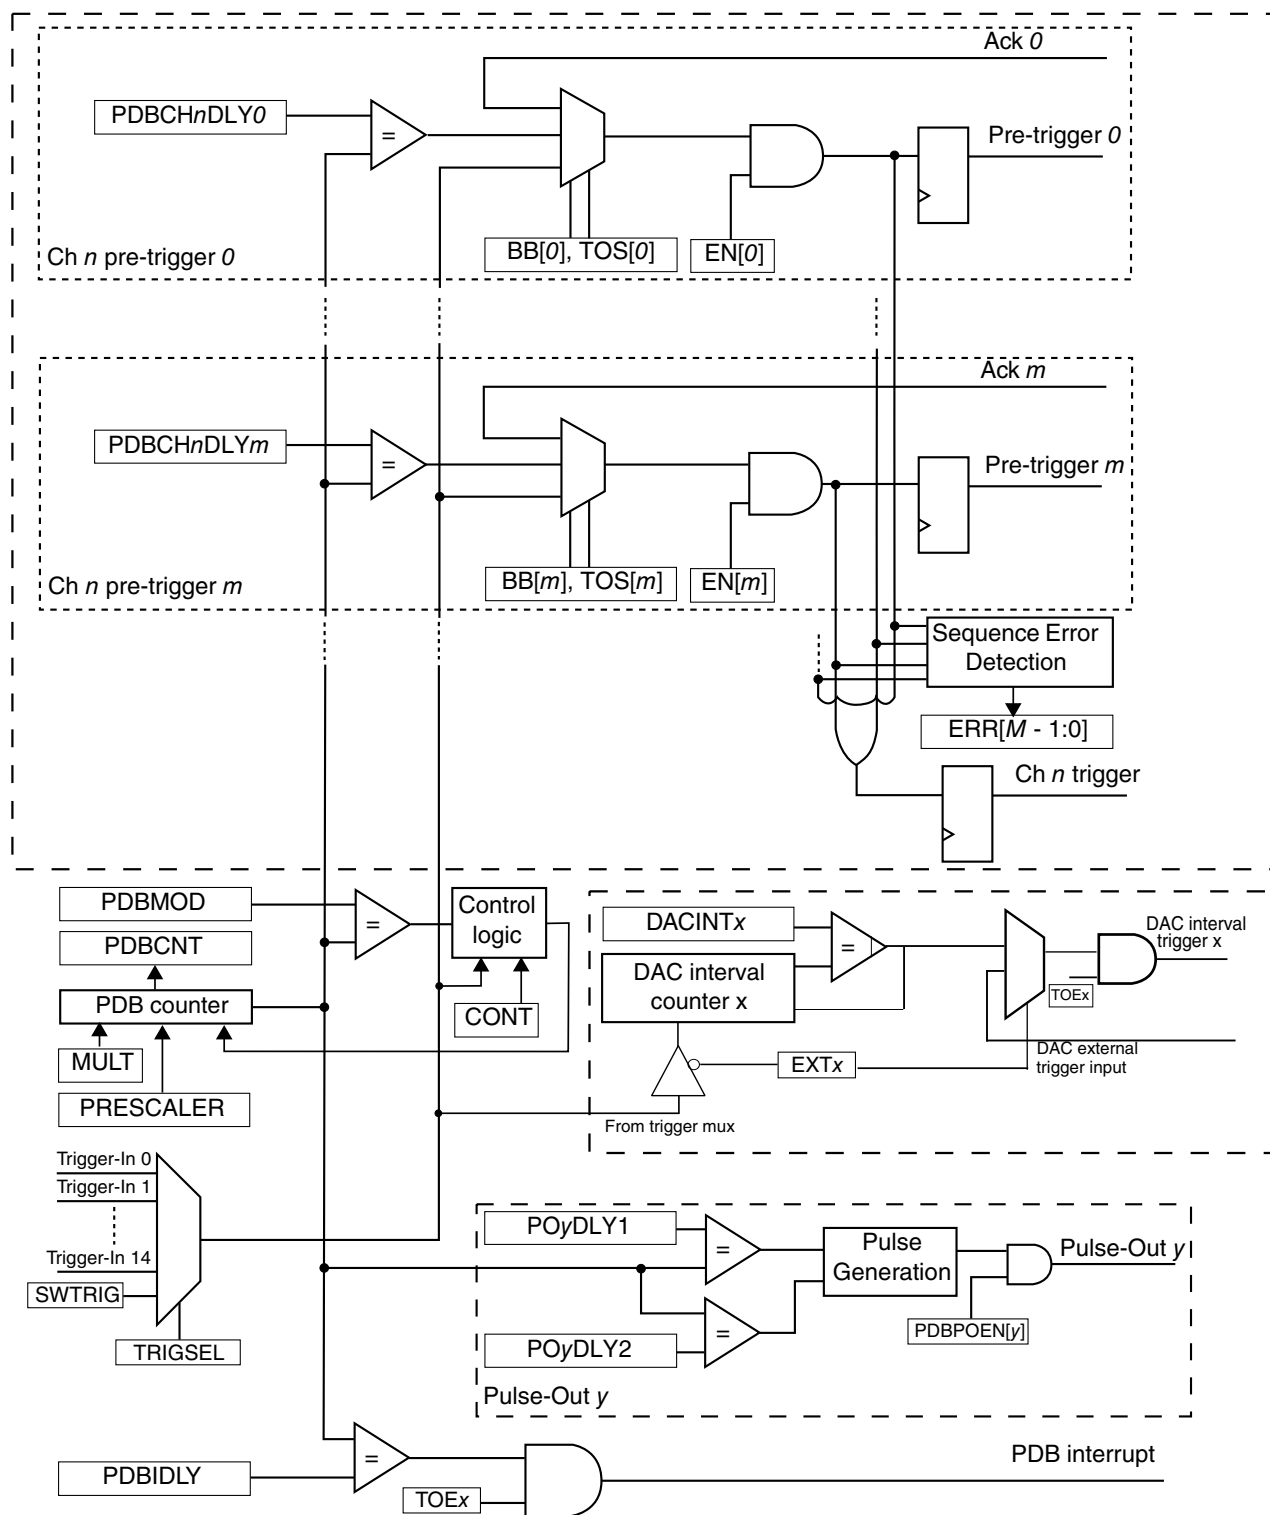 Ack 0
PDBCHnDLY0
=
Pre-trigger 0
BB[0], TOS[0]
EN[0]
Ch n pre-trigger 0
Ack m
PDBCHnDLYm
=
Pre-trigger m
BB[m], TOS[m]
EN[m]
Ch n pre-trigger m
Sequence Error
Detection
ERR[M - 1:0]
Ch n trigger
PDBMOD
=
Control
logic
PDBCNT
PDB counter
CONT
MULT
PRESCALER
DACINTx
=
DAC interval
counter x
DAC interval
trigger x
TOEx
EXTx
DAC external
trigger input
From trigger mux
Trigger-In 0
Trigger-In 1
Trigger-In 14
SWTRIG
TRIGSEL
POyDLY1
=
Pulse
Generation
Pulse-Out y
=
POyDLY2
PDBPOEN[y]
Pulse-Out y
=
PDB interrupt
PDBIDLY
TOEx